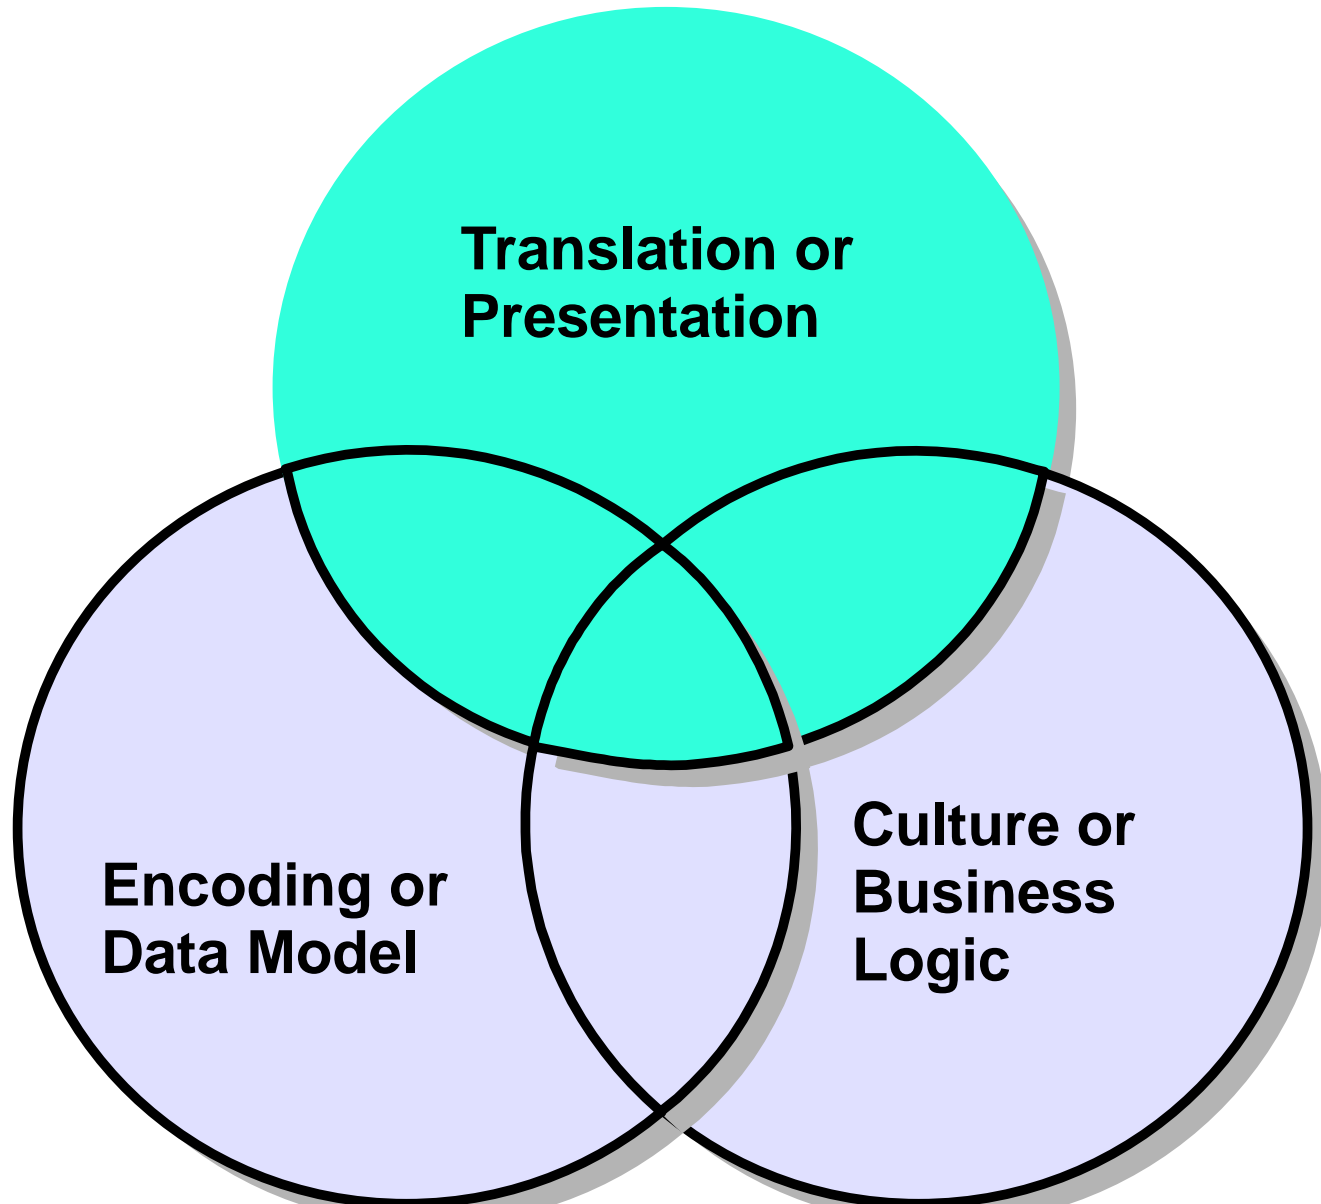 Translation or
Presentation
Encoding or
Data Model
Culture or
Business
Logic